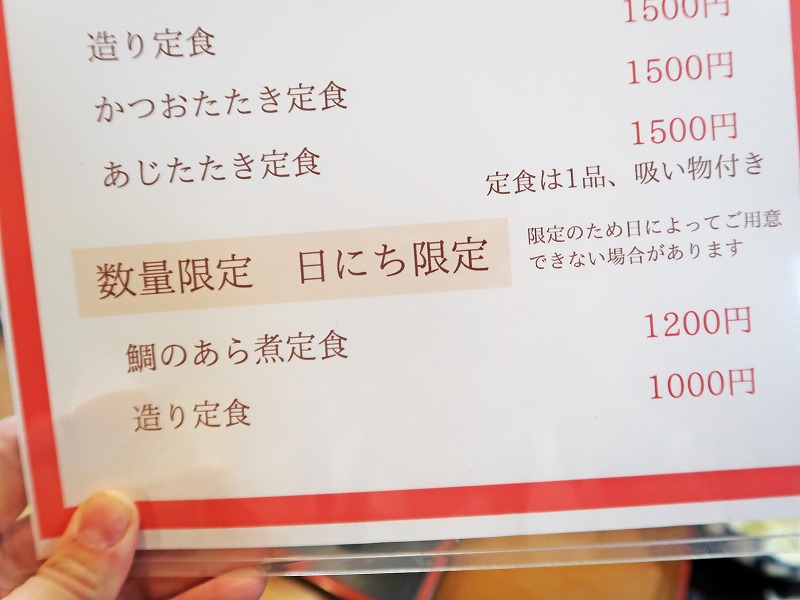 造り定食 1500円
かつおたたき定食 1500円
あじたたき定食 1500円
定食は1品、吸い物付き
数量限定 日にち限定
限定のため日によってご用意
できない場合があります
鯛のあら煮定食 1200円
造り定食 1000円